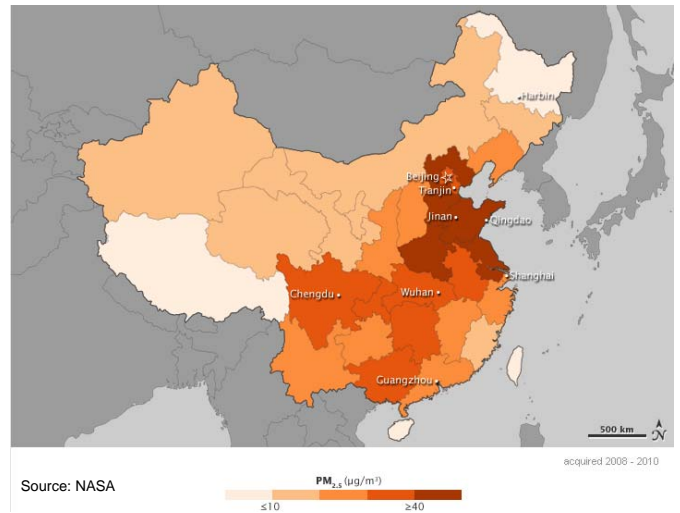 Harbin
Beijing
Tranjin
Jinan
Qingdao
Shanghai
Chengdu
Wuhan
Guangzhou
500 km
N
acquired 2008 - 2010
Source: NASA
PM2.5 (µg/m³)
≤10 ≥40